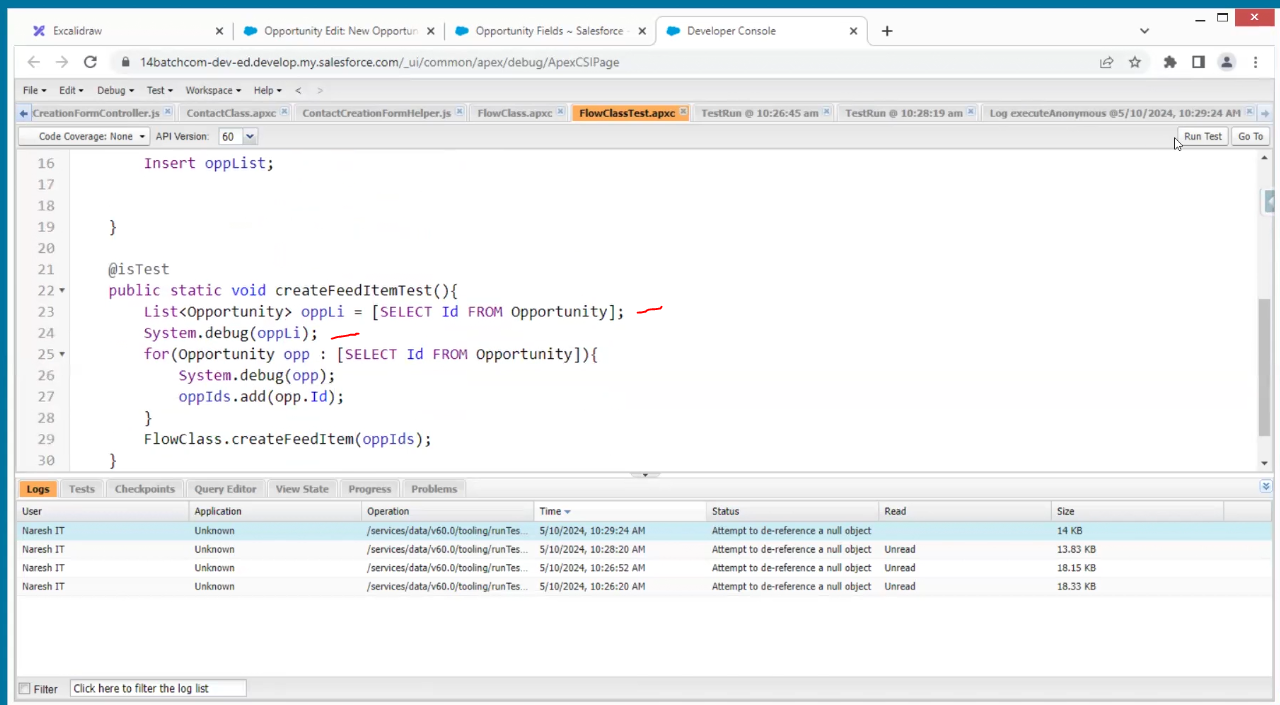 Excalidraw
Opportunity Edit: New Opportun
Opportunity Fields ~ Salesforce
Developer Console
14batchcom-dev-ed.develop.my.salesforce.com/_ui/common/apex/debug/ApexCSIPage
File Edit Debug Test Workspace Help < >
CreationFormController.js ContactClass.apxc ContactCreationFormHelper.js FlowClass.apxc FlowClassTest.apxc TestRun @ 10:26:45 am TestRun @ 10:28:19 am Log executeAnonymous @5/10/2024, 10:29:24 AM
Code Coverage: None API Version: 60 Run Test Go To
16 Insert oppList;
17
18
19 }
20
21 @isTest
22 public static void createFeedItemTest(){
23 List<Opportunity> oppLi = [SELECT Id FROM Opportunity];
24 System.debug(oppLi);
25 for(Opportunity opp : [SELECT Id FROM Opportunity]){
26 System.debug(opp);
27 oppIds.add(opp.Id);
28 }
29 FlowClass.createFeedItem(oppIds);
30 }
Logs Tests Checkpoints Query Editor View State Progress Problems
User Application Operation Time Status Read Size
Naresh IT Unknown /services/data/v60.0/tooling/runTes... 5/10/2024, 10:29:24 AM Attempt to de-reference a null object 14 KB
Naresh IT Unknown /services/data/v60.0/tooling/runTes... 5/10/2024, 10:28:20 AM Attempt to de-reference a null object Unread 13.83 KB
Naresh IT Unknown /services/data/v60.0/tooling/runTes... 5/10/2024, 10:26:52 AM Attempt to de-reference a null object Unread 18.15 KB
Naresh IT Unknown /services/data/v60.0/tooling/runTes... 5/10/2024, 10:26:20 AM Attempt to de-reference a null object Unread 18.33 KB
Filter Click here to filter the log list